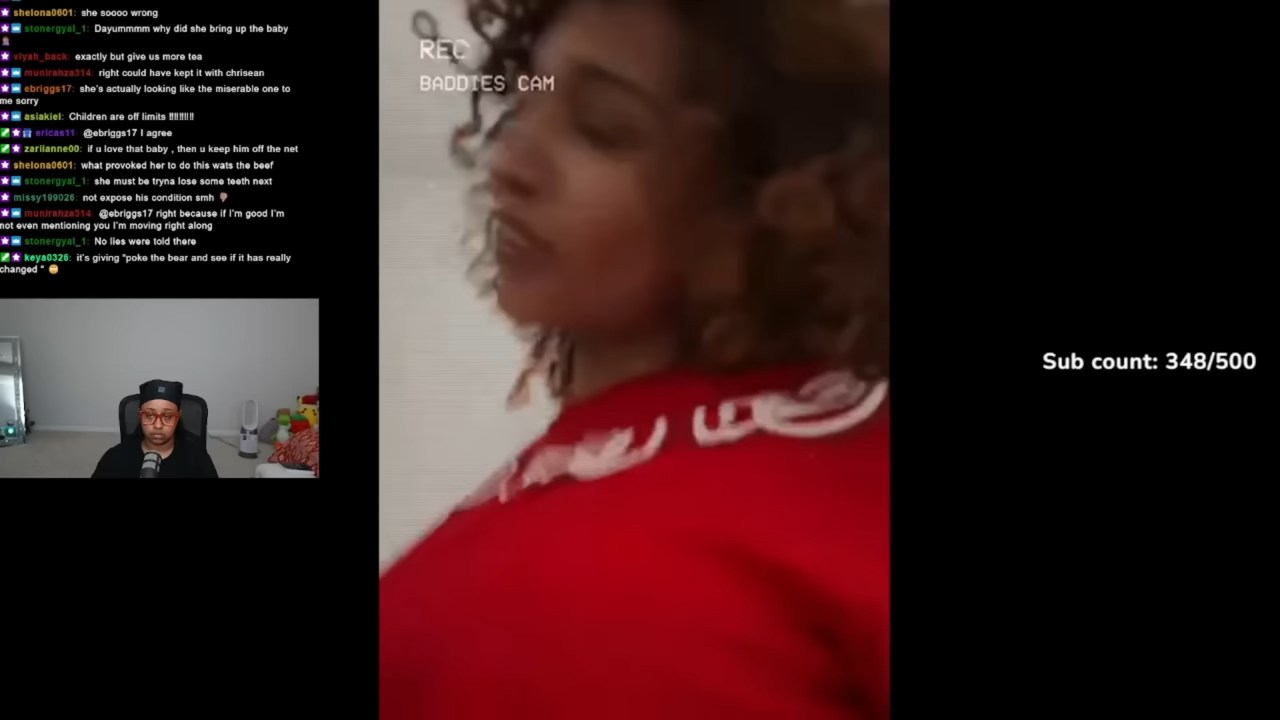 shelona0601: she soooo wrong
stonergyal_1: Dayummmm why did she bring up the baby
viyah_back: exactly but give us more tea
munirahza314: right could have kept it with chrisean
ebriggs17: she's actually looking like the miserable one to
me sorry
asiakiel: Children are off limits !!!!!!!!!!
ericas11: @ebriggs17 I agree
zariianne00: if u love that baby , then u keep him off the net
shelona0601: what provoked her to do this wats the beef
stonergyal_1: she must be tryna lose some teeth next
missy199026: not expose his condition smh
munirahza314: @ebriggs17 right because if I'm good I'm
not even mentioning you I'm moving right along
stonergyal_1: No lies were told there
keya0326: it's giving "poke the bear and see if it has really
changed "
REC
BADDIES CAM
Sub count: 348/500